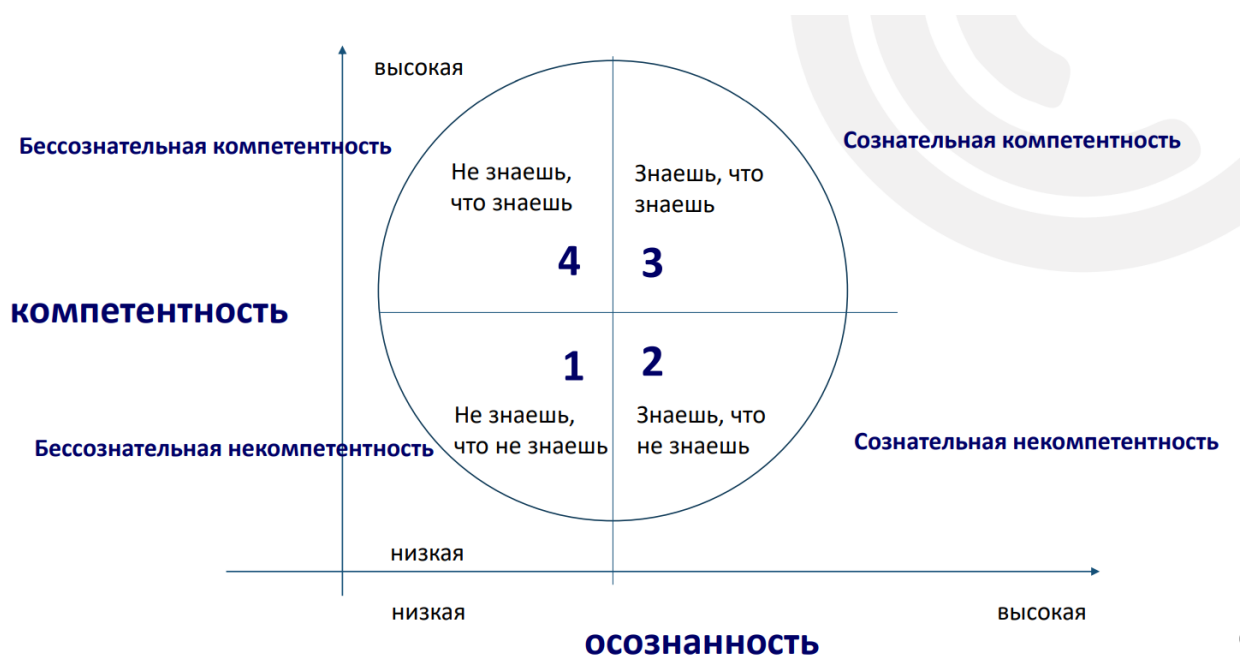 высокая
Бессознательная компетентность
Сознательная компетентность
Не знаешь,
что знаешь
Знаешь, что
знаешь
4
3
компетентность
1
2
Не знаешь,
что не знаешь
Знаешь, что
не знаешь
Бессознательная некомпетентность
Сознательная некомпетентность
низкая
низкая
высокая
осознанность